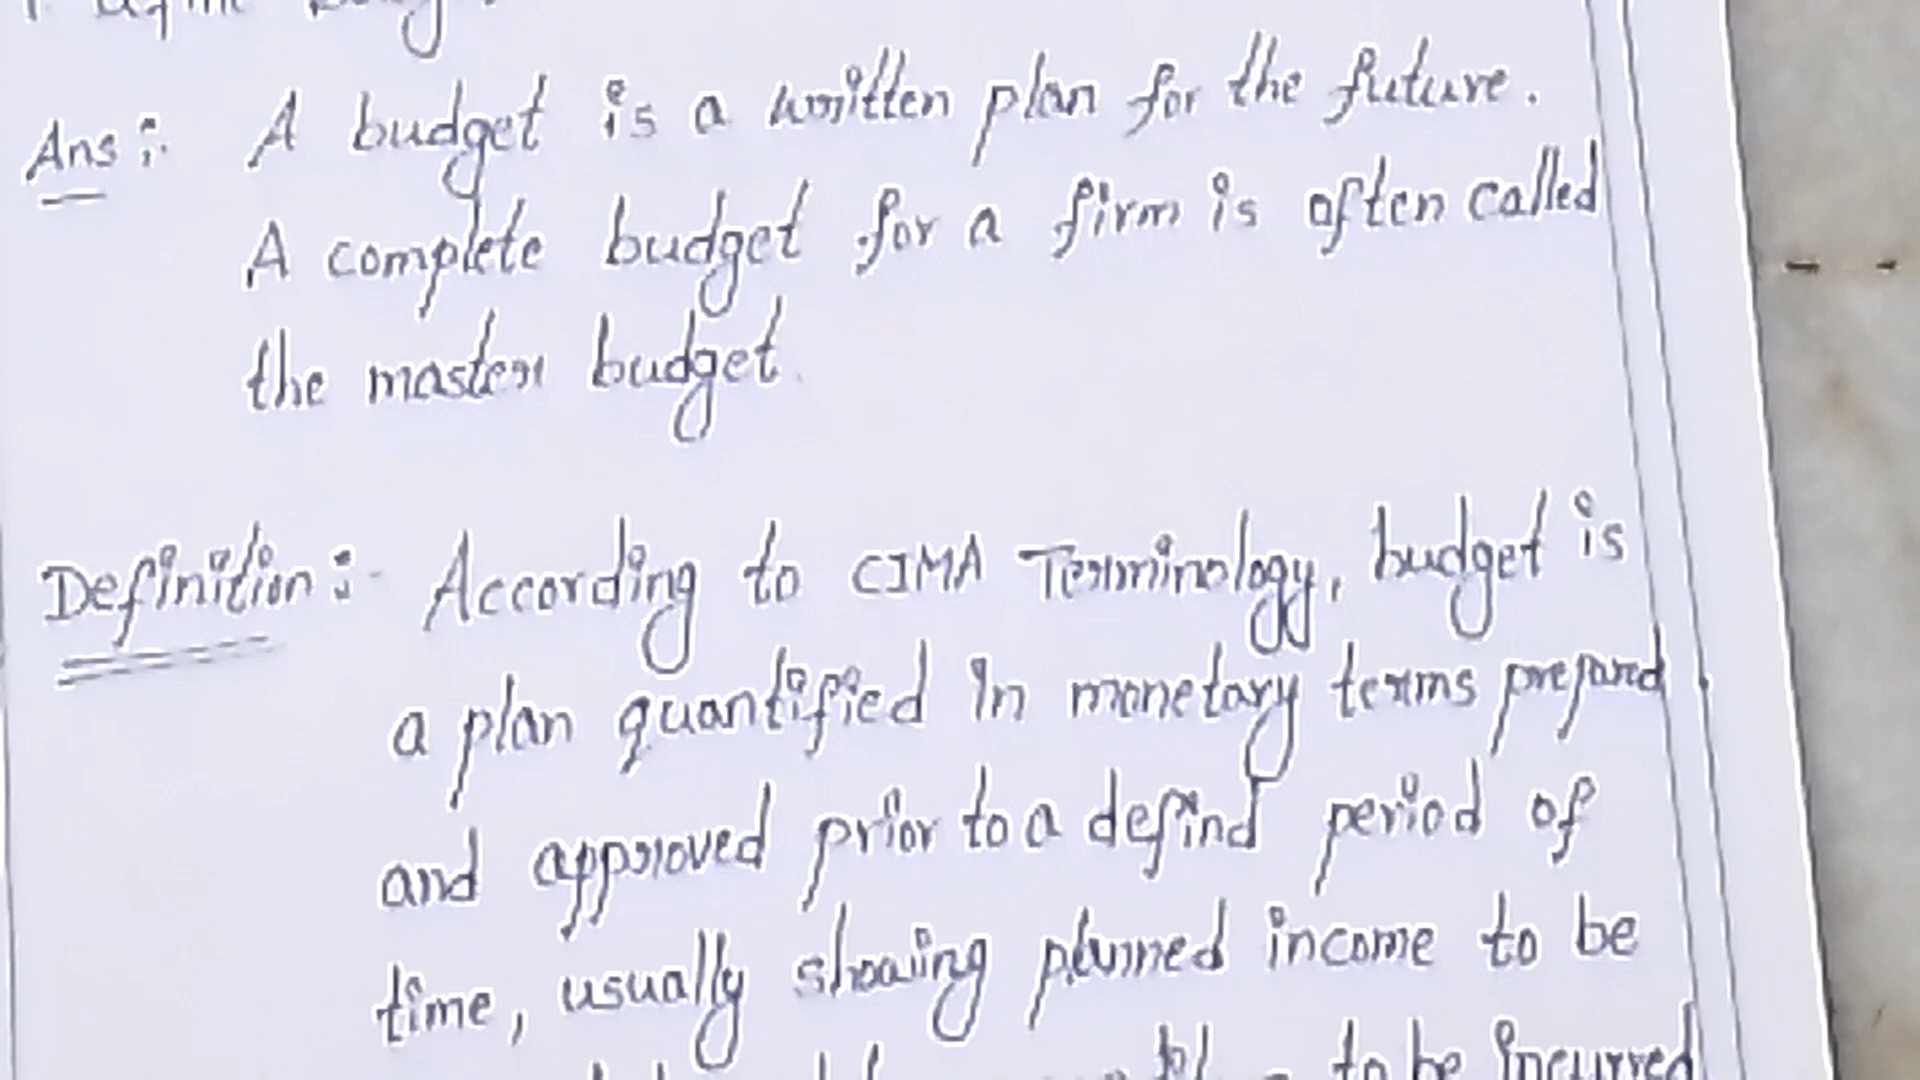 Ans :- A budget is a written plan for the future.
A complete budget for a firm is often called
the master budget.
Definition :- According to CIMA Terminology, budget is
a plan quantified in monetary terms prepared
and approved prior to a defind period of
time, usually showing planned income to be
to be incurred